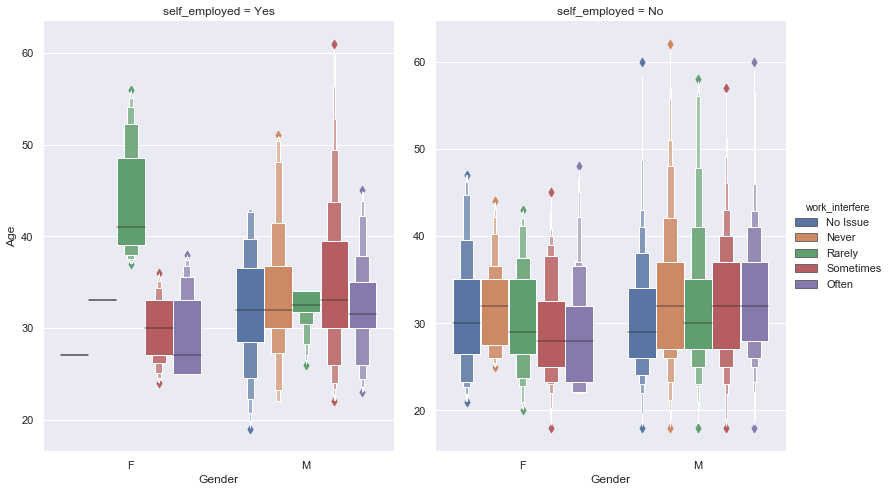 self_employed = Yes
self_employed = No
60
50
40
30
20
60
50
40
30
20
Age
F
M
Gender
F
M
Gender
work_interfere
No Issue
Never
Rarely
Sometimes
Often